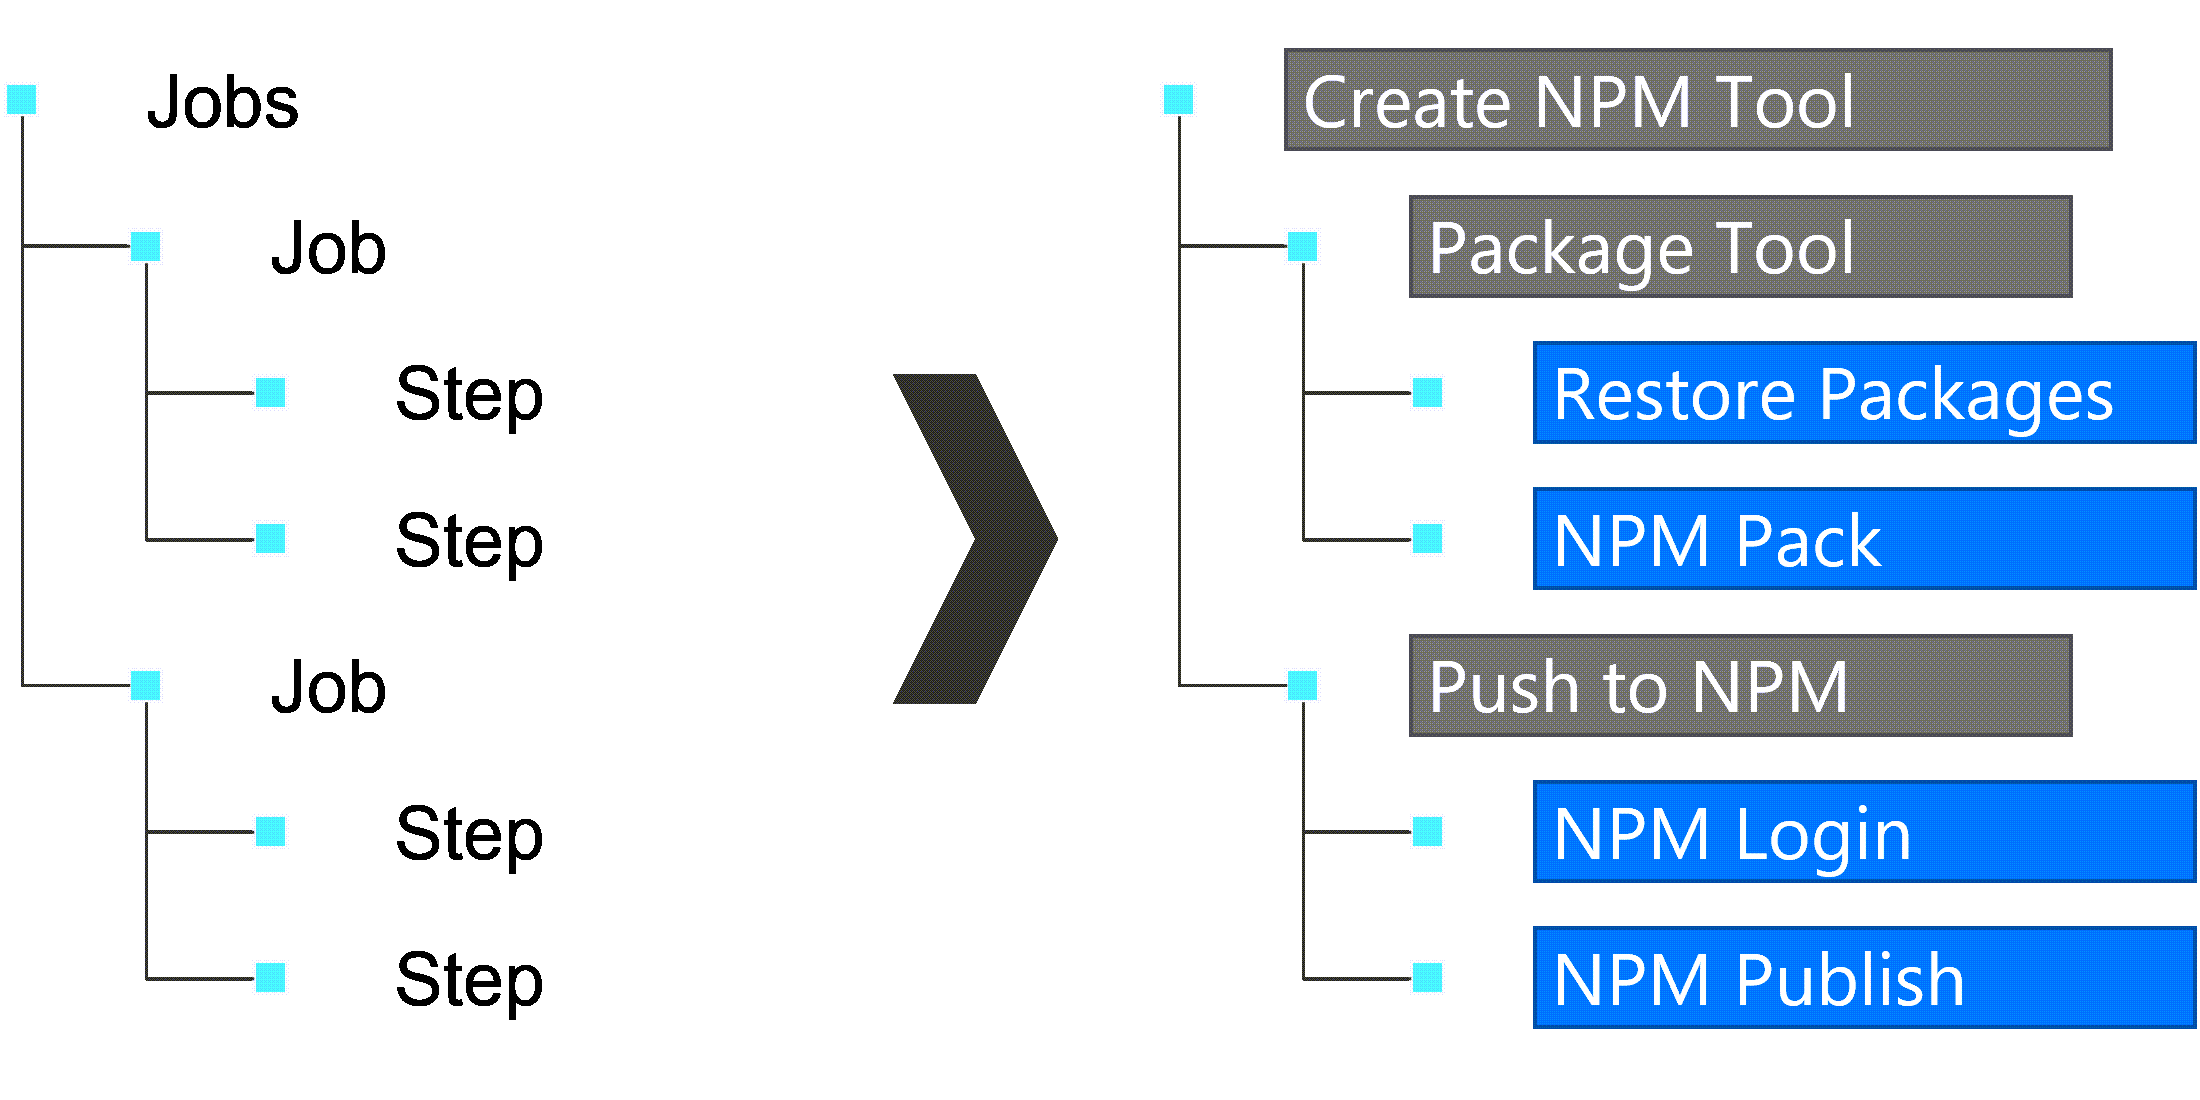 Jobs
Job
Step
Step
Job
Step
Step
Create NPM Tool
Package Tool
Restore Packages
NPM Pack
Push to NPM
NPM Login
NPM Publish